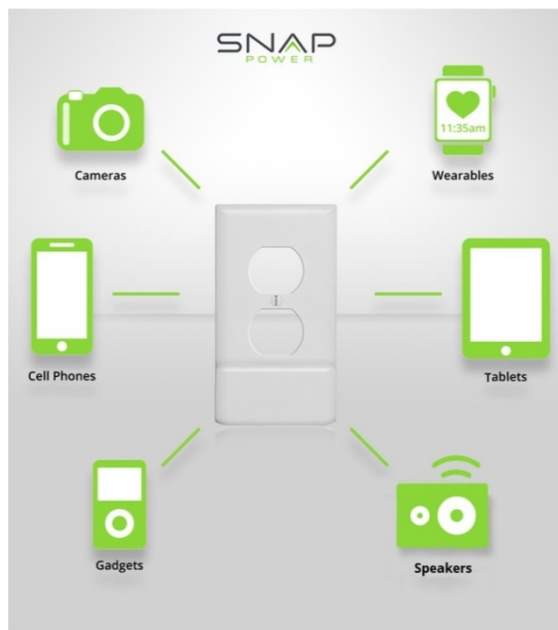 SNAP
POWER
Cameras
11:35am
Wearables
Cell Phones
Tablets
Gadgets
Speakers